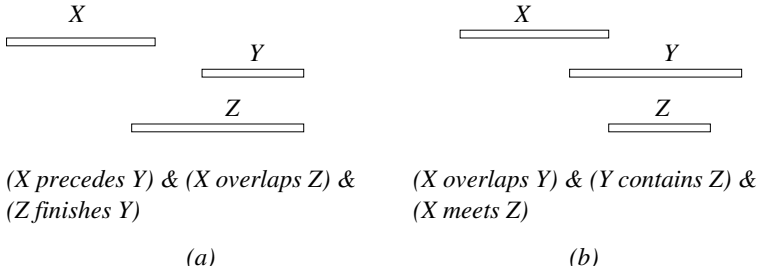 X
Y
Z
(X precedes Y) & (X overlaps Z) &
(Z finishes Y)
(a)
X
Y
Z
(X overlaps Y) & (Y contains Z) &
(X meets Z)
(b)